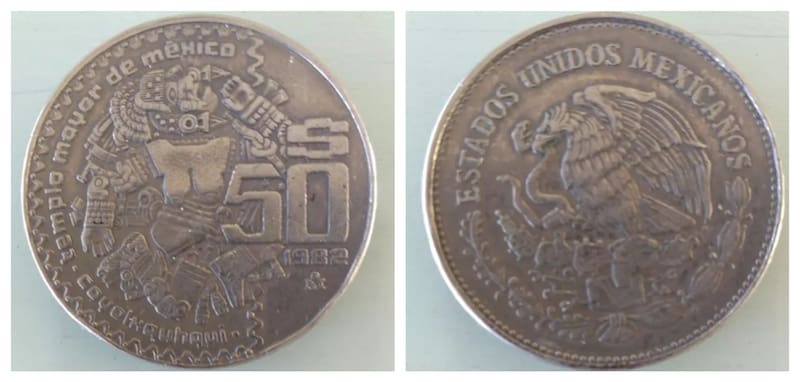 templo mayor de méxico
coyolxauhqui.
$
50
1982
M
ESTADOS UNIDOS MEXICANOS